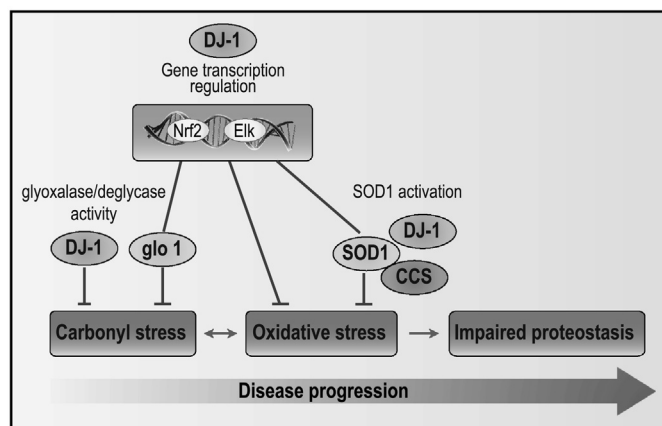 DJ-1
Gene transcription
regulation
Nrf2
Elk
glyoxalase/deglycase
activity
DJ-1
glo 1
SOD1 activation
DJ-1
SOD1
CCS
Carbonyl stress
Oxidative stress
Impaired proteostasis
Disease progression